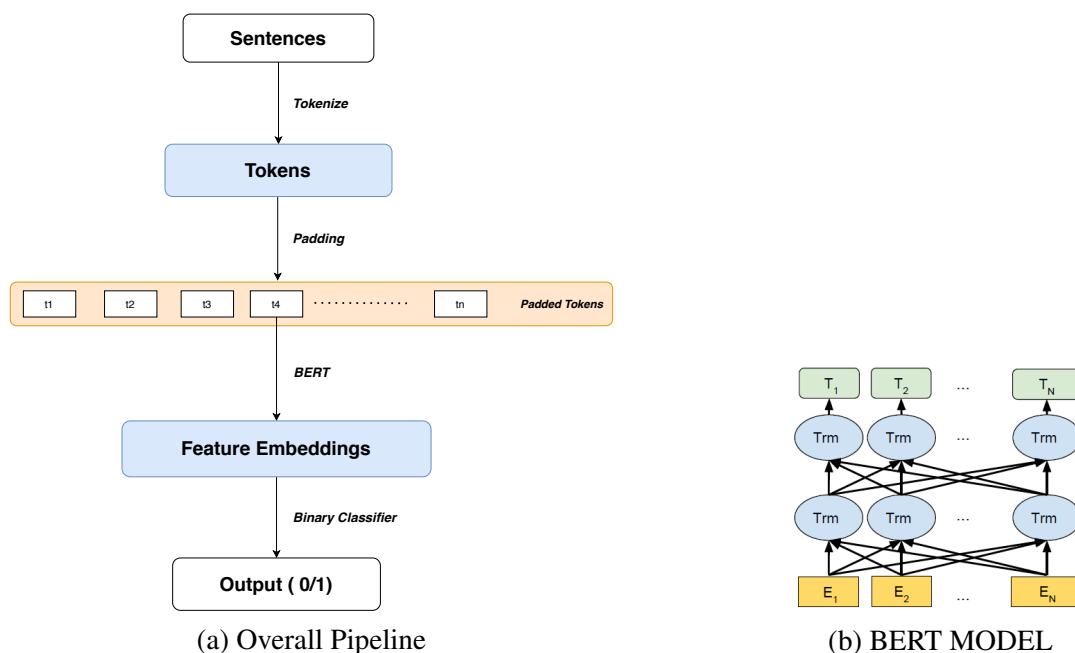 Sentences
Tokenize
Tokens
Padding
t1 t2 t3 t4 .............. tn Padded Tokens
BERT
Feature Embeddings
Binary Classifier
Output ( 0/1)
(a) Overall Pipeline
T1 T2 ... TN
Trm Trm ... Trm
Trm Trm ... Trm
E1 E2 ... EN
(b) BERT MODEL